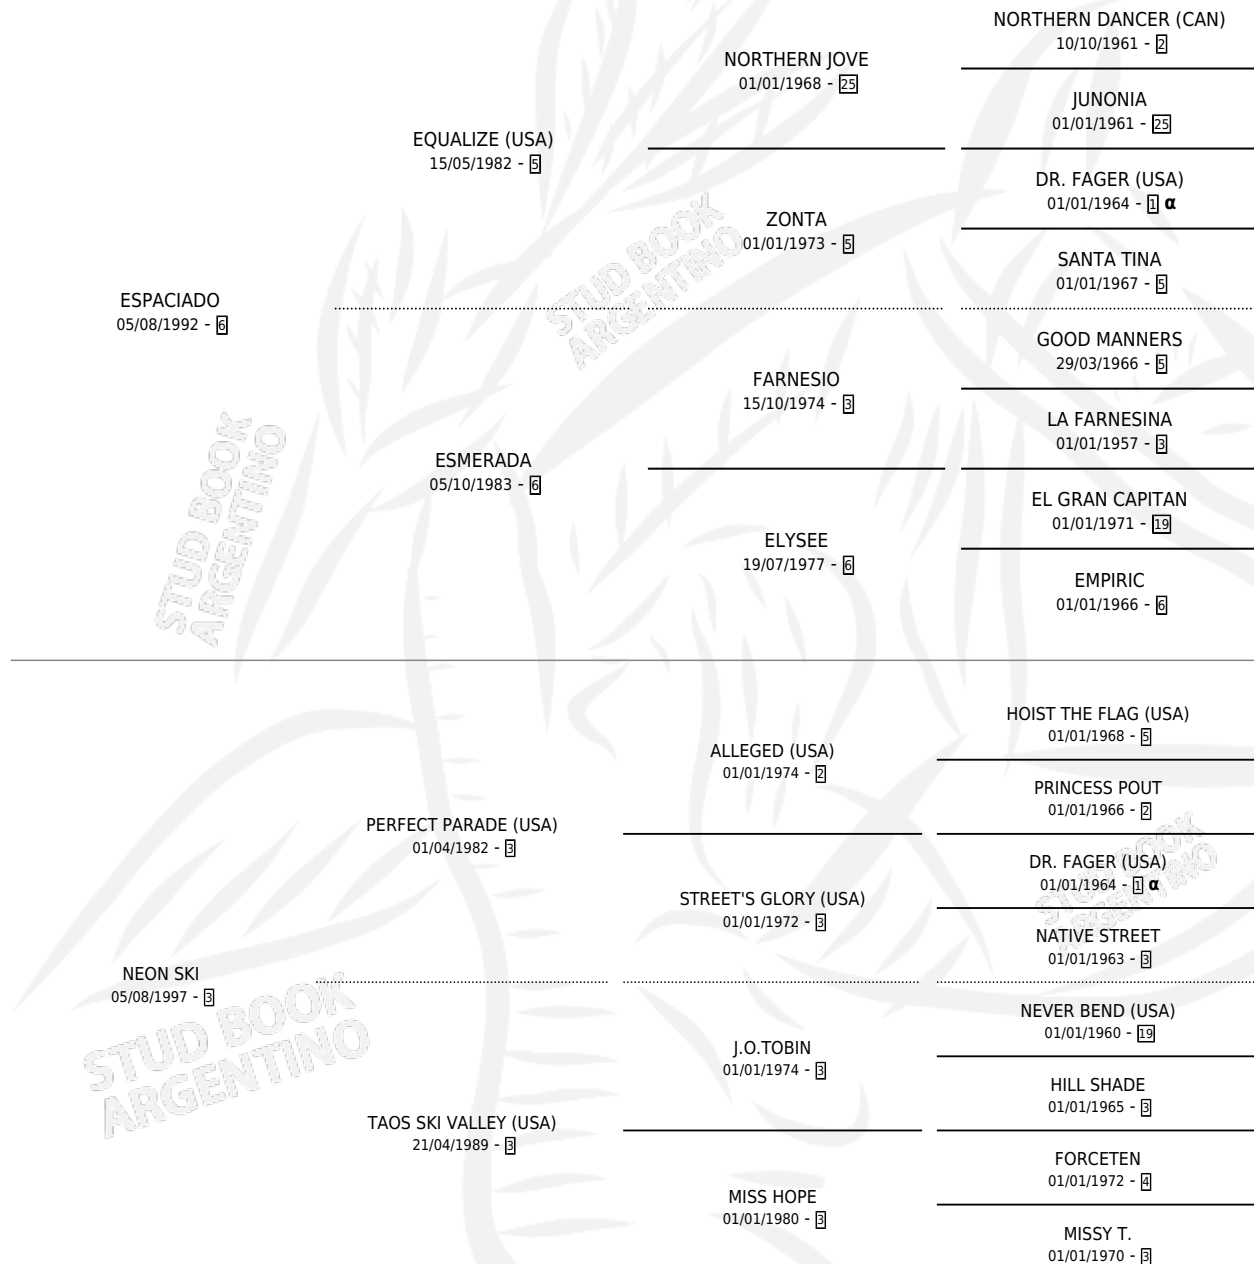 NORTHERN DANCER (CAN)
10/10/1961 - 2
NORTHERN JOVE
01/01/1968 - 25
JUNONIA
01/01/1961 - 25
EQUALIZE (USA)
15/05/1982 - 5
DR. FAGER (USA)
01/01/1964 - 1 α
ZONTA
01/01/1973 - 5
SANTA TINA
01/01/1967 - 5
STUD BOOK
ARGENTINO
ESPACIADO
05/08/1992 - 6
GOOD MANNERS
29/03/1966 - 5
FARNESIO
15/10/1974 - 3
LA FARNESINA
01/01/1957 - 3
ESMERADA
05/10/1983 - 6
EL GRAN CAPITAN
01/01/1971 - 19
ELYSEE
19/07/1977 - 6
EMPIRIC
01/01/1966 - 6
STUD BOOK
ARGENTINO
HOIST THE FLAG (USA)
01/01/1968 - 5
ALLEGED (USA)
01/01/1974 - 2
PRINCESS POUT
01/01/1966 - 2
PERFECT PARADE (USA)
01/04/1982 - 3
DR. FAGER (USA)
01/01/1964 - 1 α
STREET'S GLORY (USA)
01/01/1972 - 3
STUD BOOK
ARGENTINO
NATIVE STREET
01/01/1963 - 3
NEON SKI
05/08/1997 - 3
STUD BOOK
ARGENTINO
NEVER BEND (USA)
01/01/1960 - 19
J.O.TOBIN
01/01/1974 - 3
HILL SHADE
01/01/1965 - 3
TAOS SKI VALLEY (USA)
21/04/1989 - 3
FORCETEN
01/01/1972 - 4
MISS HOPE
01/01/1980 - 3
MISSY T.
01/01/1970 - 3